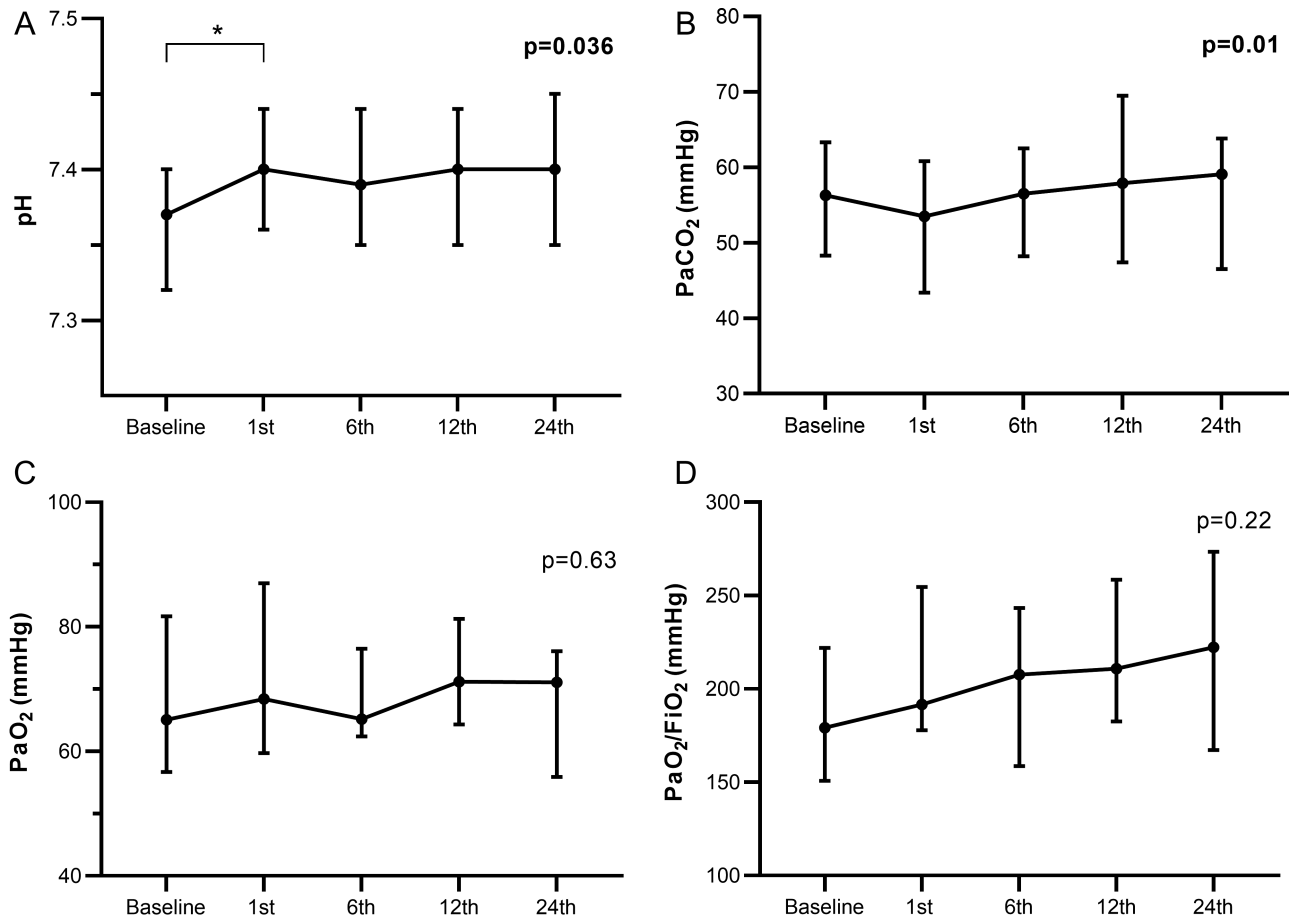 A
7.5
7.4
7.3
pH
*
p=0.036
Baseline 1st 6th 12th 24th
B
80
70
60
50
40
30
PaCO2 (mmHg)
p=0.01
Baseline 1st 6th 12th 24th
C
100
80
60
40
PaO2 (mmHg)
p=0.63
Baseline 1st 6th 12th 24th
D
300
250
200
150
100
PaO2/FiO2 (mmHg)
p=0.22
Baseline 1st 6th 12th 24th